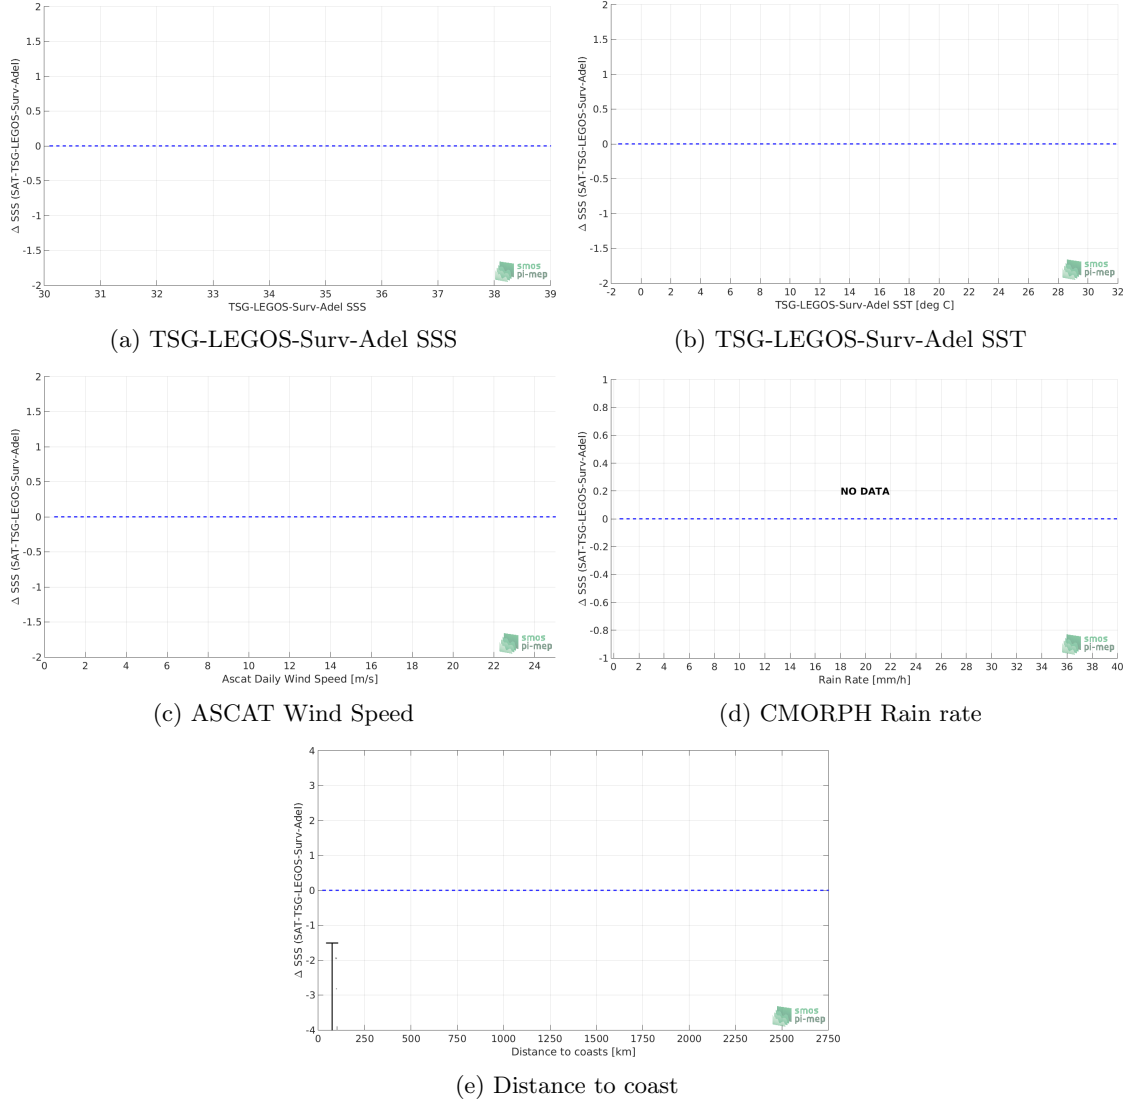 2
1.5
1
0.5
0
-0.5
-1
-1.5
-2
Δ SSS (SAT-TSG-LEGOS-Surv-Adel)
30 31 32 33 34 35 36 37 38 39
TSG-LEGOS-Surv-Adel SSS
smos
pi-mep
(a) TSG-LEGOS-Surv-Adel SSS
2
1.5
1
0.5
0
-0.5
-1
-1.5
-2
Δ SSS (SAT-TSG-LEGOS-Surv-Adel)
-2 0 2 4 6 8 10 12 14 16 18 20 22 24 26 28 30 32
TSG-LEGOS-Surv-Adel SST [deg C]
smos
pi-mep
(b) TSG-LEGOS-Surv-Adel SST
2
1.5
1
0.5
0
-0.5
-1
-1.5
-2
Δ SSS (SAT-TSG-LEGOS-Surv-Adel)
0 2 4 6 8 10 12 14 16 18 20 22 24
Ascat Daily Wind Speed [m/s]
smos
pi-mep
(c) ASCAT Wind Speed
1
0.8
0.6
0.4
0.2
0
-0.2
-0.4
-0.6
-0.8
-1
Δ SSS (SAT-TSG-LEGOS-Surv-Adel)
NO DATA
0 2 4 6 8 10 12 14 16 18 20 22 24 26 28 30 32 34 36 38 40
Rain Rate [mm/h]
smos
pi-mep
(d) CMORPH Rain rate
4
3
2
1
0
-1
-2
-3
-4
Δ SSS (SAT-TSG-LEGOS-Surv-Adel)
0 250 500 750 1000 1250 1500 1750 2000 2250 2500 2750
Distance to coasts [km]
smos
pi-mep
(e) Distance to coast